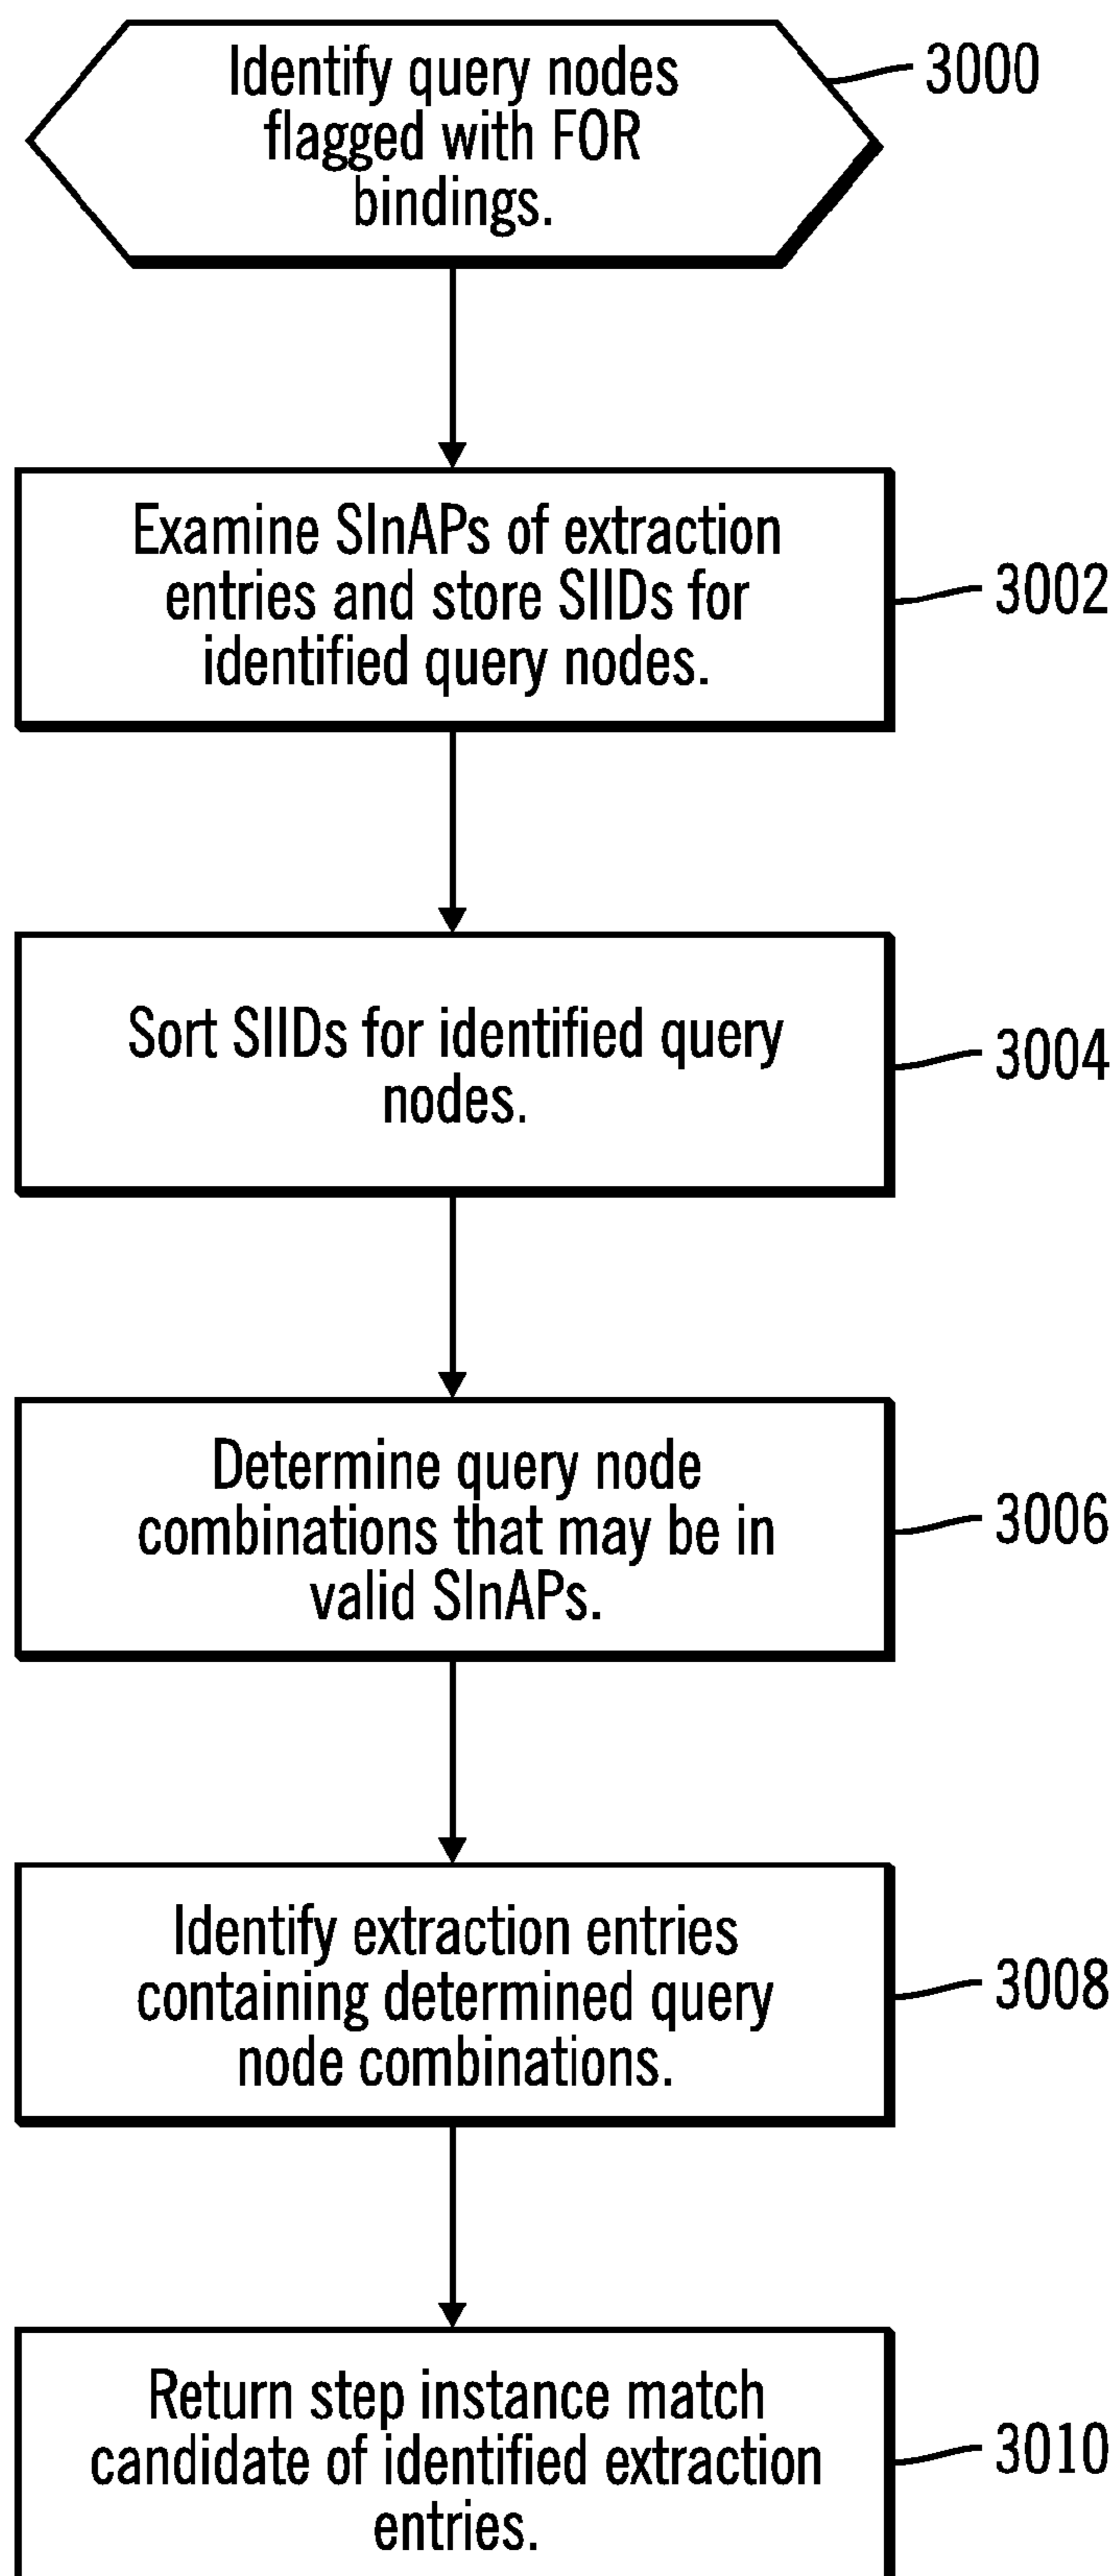 Identify query nodes
flagged with FOR
bindings.
3000
Examine SInAPs of extraction
entries and store SIIDs for
identified query nodes.
3002
Sort SIIDs for identified query
nodes.
3004
Determine query node
combinations that may be in
valid SInAPs.
3006
Identify extraction entries
containing determined query
node combinations.
3008
Return step instance match
candidate of identified extraction
entries.
3010